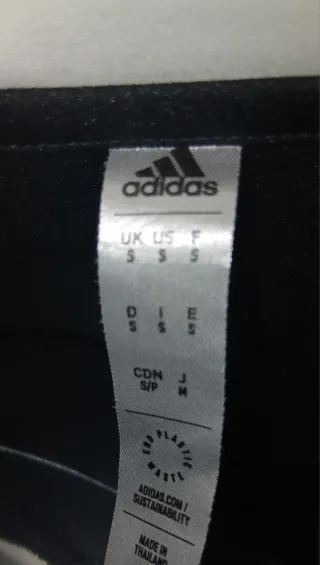 adidas
UK US F
S S S
D I E
S S S
CDN J
S/P M
END PLASTIC WASTE
ADIDAS.COM/
SUSTAINABILITY
MADE IN
THAILAND